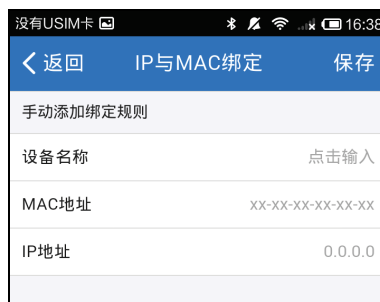 没有USIM卡 16:38
返回 IP与MAC绑定 保存
手动添加绑定规则
设备名称 点击输入
MAC地址 xx-xx-xx-xx-xx-xx
IP地址 0.0.0.0